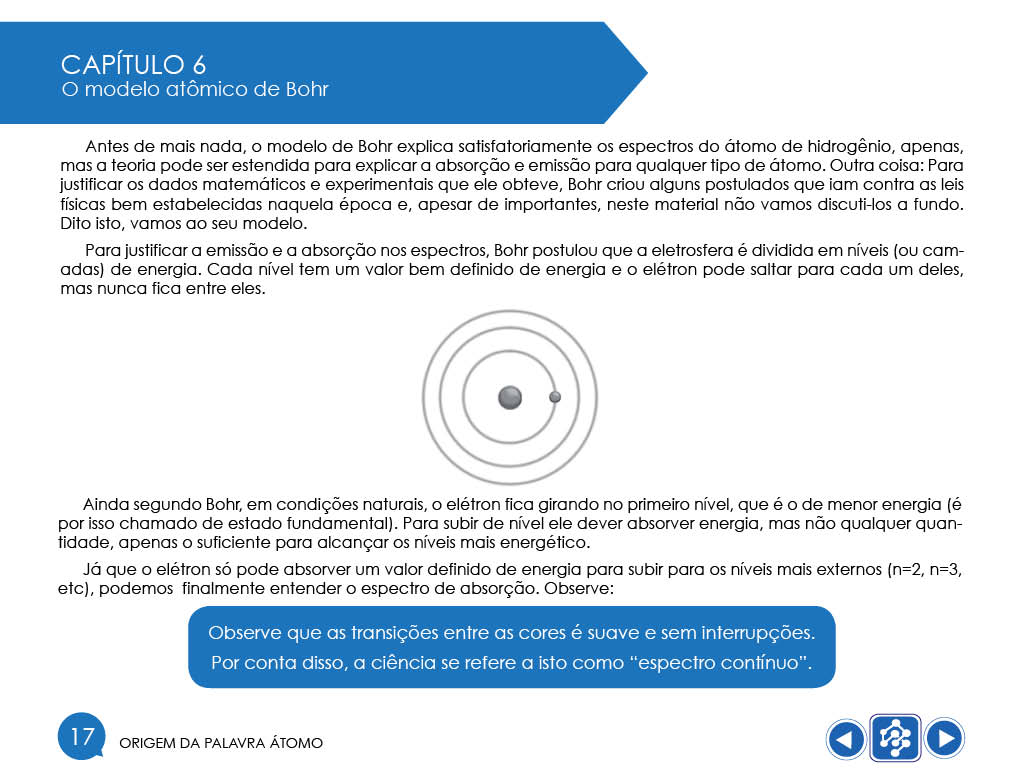 CAPÍTULO 6
O modelo atômico de Bohr
Antes de mais nada, o modelo de Bohr explica satisfatoriamente os espectros do átomo de hidrogênio, apenas,
mas a teoria pode ser estendida para explicar a absorção e emissão para qualquer tipo de átomo. Outra coisa: Para
justificar os dados matemáticos e experimentais que ele obteve, Bohr criou alguns postulados que iam contra as leis
físicas bem estabelecidas naquela época e, apesar de importantes, neste material não vamos discuti-los a fundo.
Dito isto, vamos ao seu modelo.
Para justificar a emissão e a absorção nos espectros, Bohr postulou que a eletrosfera é dividida em níveis (ou cam-
adas) de energia. Cada nível tem um valor bem definido de energia e o elétron pode saltar para cada um deles,
mas nunca fica entre eles.
Ainda segundo Bohr, em condições naturais, o elétron fica girando no primeiro nível, que é o de menor energia (é
por isso chamado de estado fundamental). Para subir de nível ele dever absorver energia, mas não qualquer quan-
tidade, apenas o suficiente para alcançar os níveis mais energético.
Já que o elétron só pode absorver um valor definido de energia para subir para os níveis mais externos (n=2, n=3,
etc), podemos finalmente entender o espectro de absorção. Observe:
Observe que as transições entre as cores é suave e sem interrupções.
Por conta disso, a ciência se refere a isto como “espectro contínuo”.
17
ORIGEM DA PALAVRA ÁTOMO